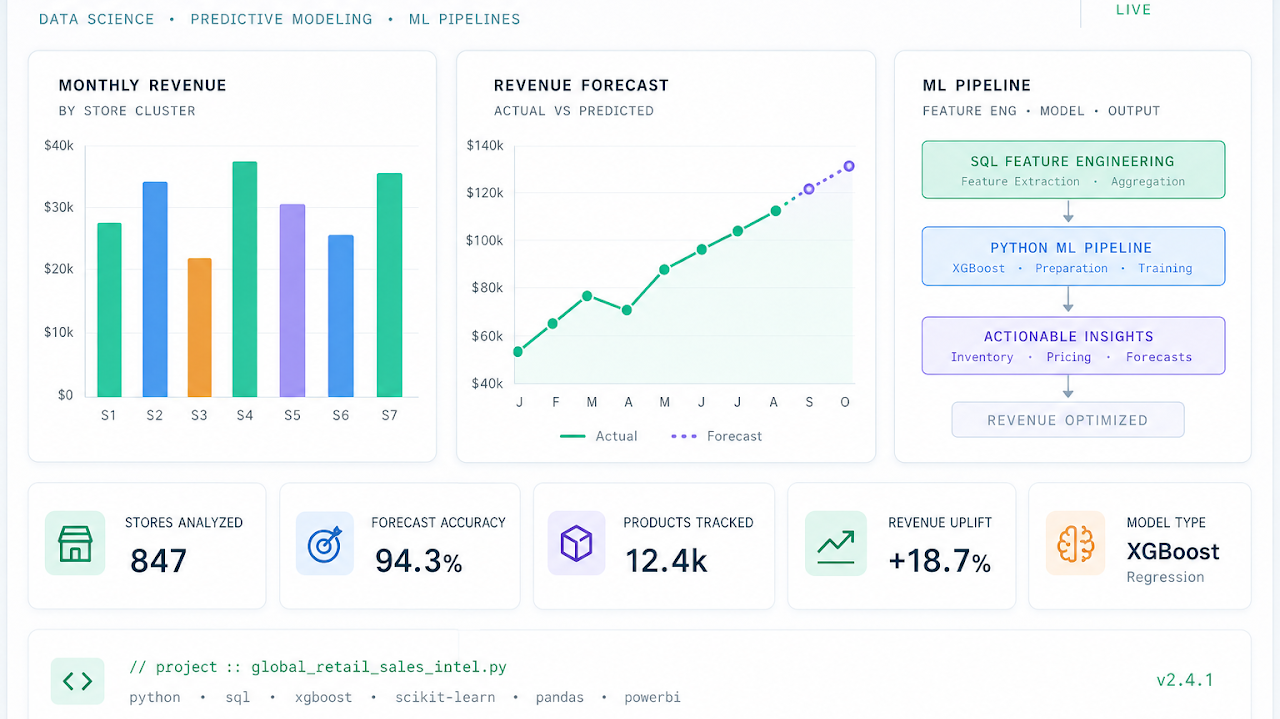 DATA SCIENCE • PREDICTIVE MODELING • ML PIPELINES
LIVE
MONTHLY REVENUE
BY STORE CLUSTER
$40k
$30k
$20k
$10k
$0
S1 S2 S3 S4 S5 S6 S7
REVENUE FORECAST
ACTUAL VS PREDICTED
$140k
$120k
$100k
$80k
$60k
$40k
J F M A M J J A S O
Actual Forecast
ML PIPELINE
FEATURE ENG • MODEL • OUTPUT
SQL FEATURE ENGINEERING
Feature Extraction • Aggregation
PYTHON ML PIPELINE
XGBoost • Preparation • Training
ACTIONABLE INSIGHTS
Inventory • Pricing • Forecasts
REVENUE OPTIMIZED
STORES ANALYZED
847
FORECAST ACCURACY
94.3%
PRODUCTS TRACKED
12.4k
REVENUE UPLIFT
+18.7%
MODEL TYPE
XGBoost
Regression
// project :: global_retail_sales_intel.py
python • sql • xgboost • scikit-learn • pandas • powerbi
v2.4.1